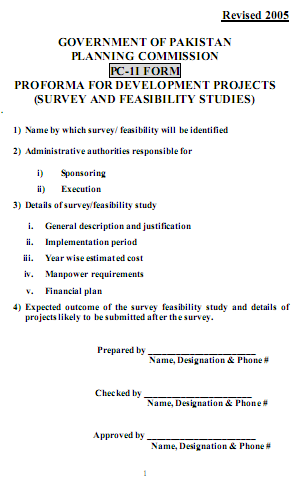 Revised 2005
GOVERNMENT OF PAKISTAN
PLANNING COMMISSION
PC-II FORM
PROFORMA FOR DEVELOPMENT PROJECTS
(SURVEY AND FEASIBILITY STUDIES)
1) Name by which survey/ feasibility will be identified
2) Administrative authorities responsible for
i) Sponsoring
ii) Execution
3) Details of survey/feasibility study
i. General description and justification
ii. Implementation period
iii. Year wise estimated cost
iv. Manpower requirements
v. Financial plan
4) Expected outcome of the survey feasibility study and details of
projects likely to be submitted after the survey.
Prepared by ____________________
Name, Designation & Phone #
Checked by ____________________
Name, Designation & Phone #
Approved by ____________________
Name, Designation & Phone #
1